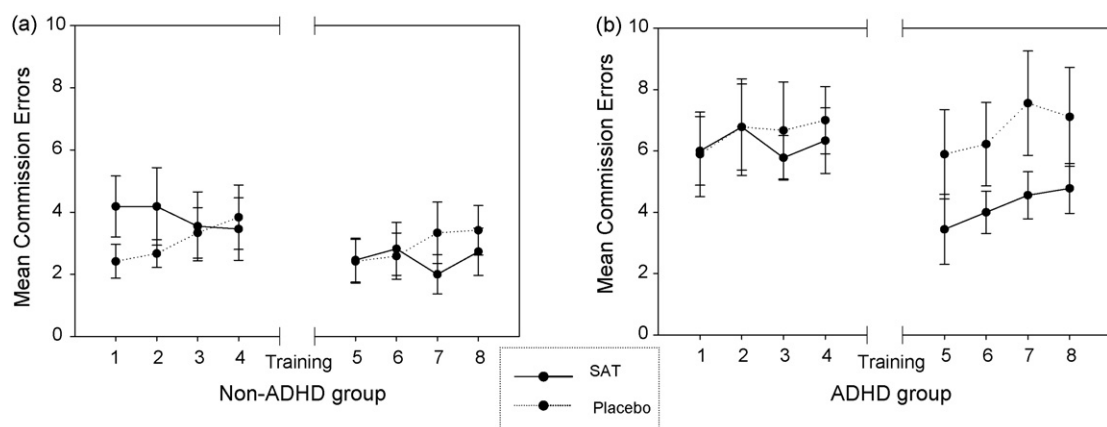 (a)
Mean Commission Errors
10
8
6
4
2
0
1 2 3 4 Training 5 6 7 8
Non-ADHD group
SAT
Placebo
(b)
Mean Commission Errors
10
8
6
4
2
0
1 2 3 4 Training 5 6 7 8
ADHD group